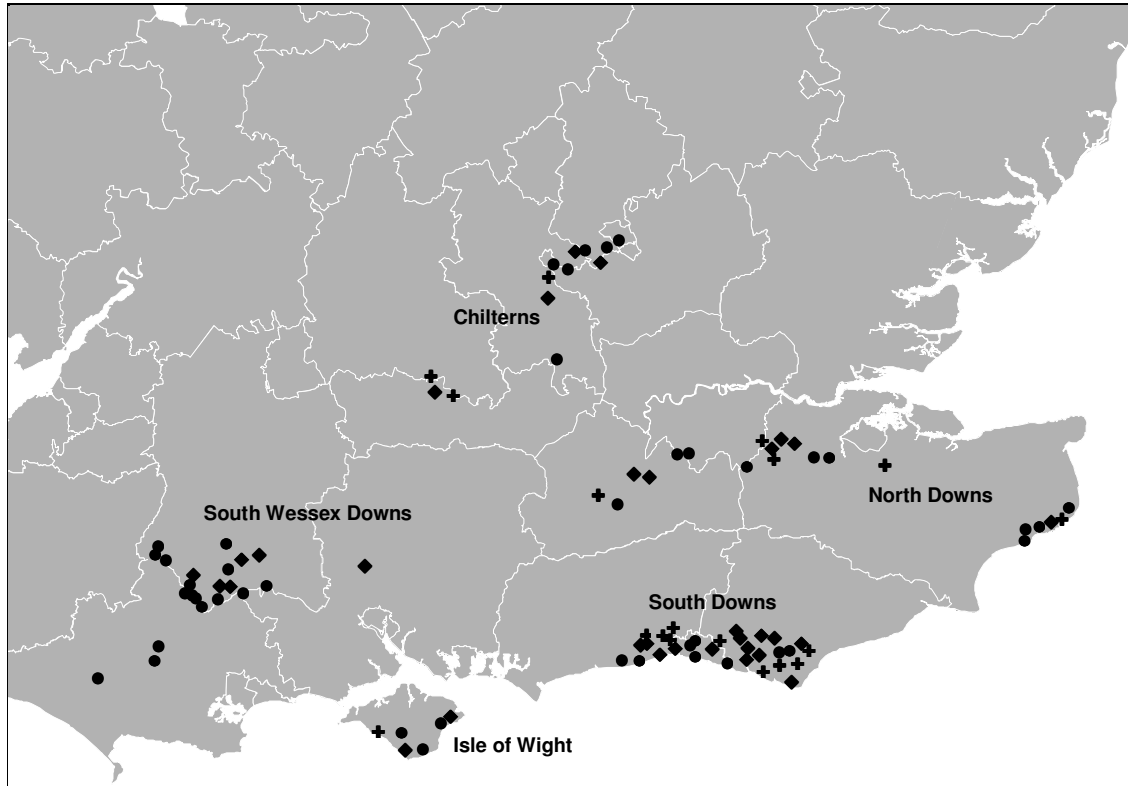 Chilterns
North Downs
South Wessex Downs
South Downs
Isle of Wight